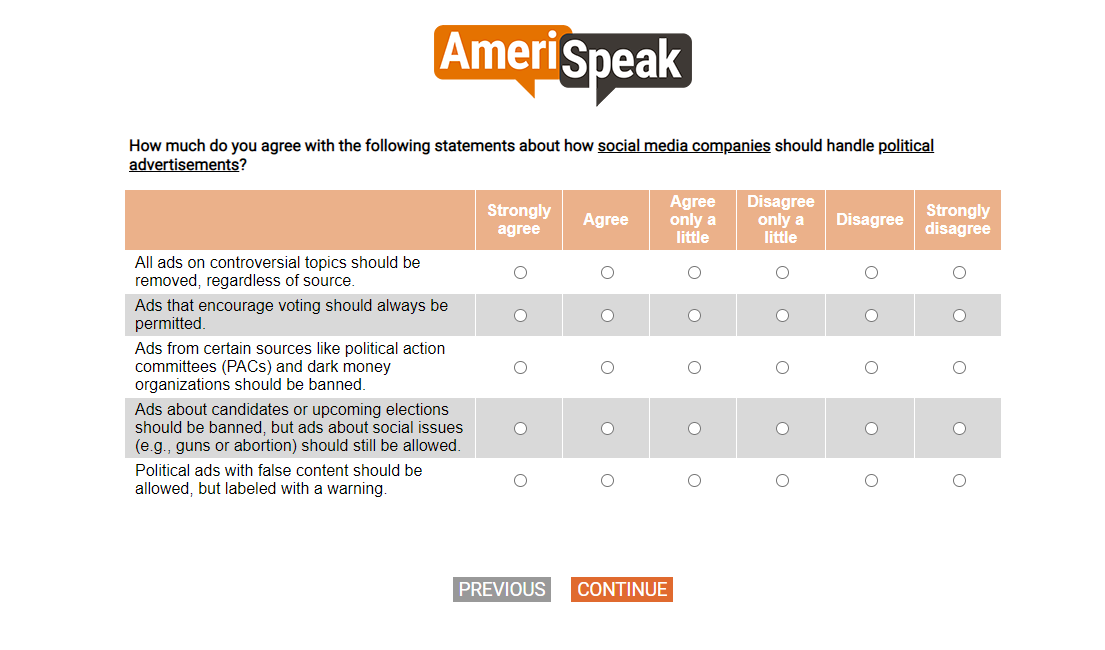 AmeriSpeak
How much do you agree with the following statements about how social media companies should handle political
advertisements?
Strongly agree
Agree
Agree only a little
Disagree only a little
Disagree
Strongly disagree
All ads on controversial topics should be
removed, regardless of source.
Ads that encourage voting should always be
permitted.
Ads from certain sources like political action
committees (PACs) and dark money
organizations should be banned.
Ads about candidates or upcoming elections
should be banned, but ads about social issues
(e.g., guns or abortion) should still be allowed.
Political ads with false content should be
allowed, but labeled with a warning.
PREVIOUS
CONTINUE